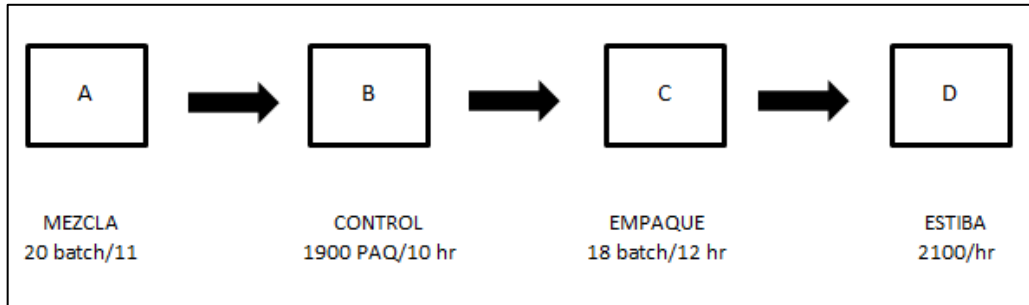 A
B
C
D
MEZCLA
20 batch/11
CONTROL
1900 PAQ/10 hr
EMPAQUE
18 batch/12 hr
ESTIBA
2100/hr